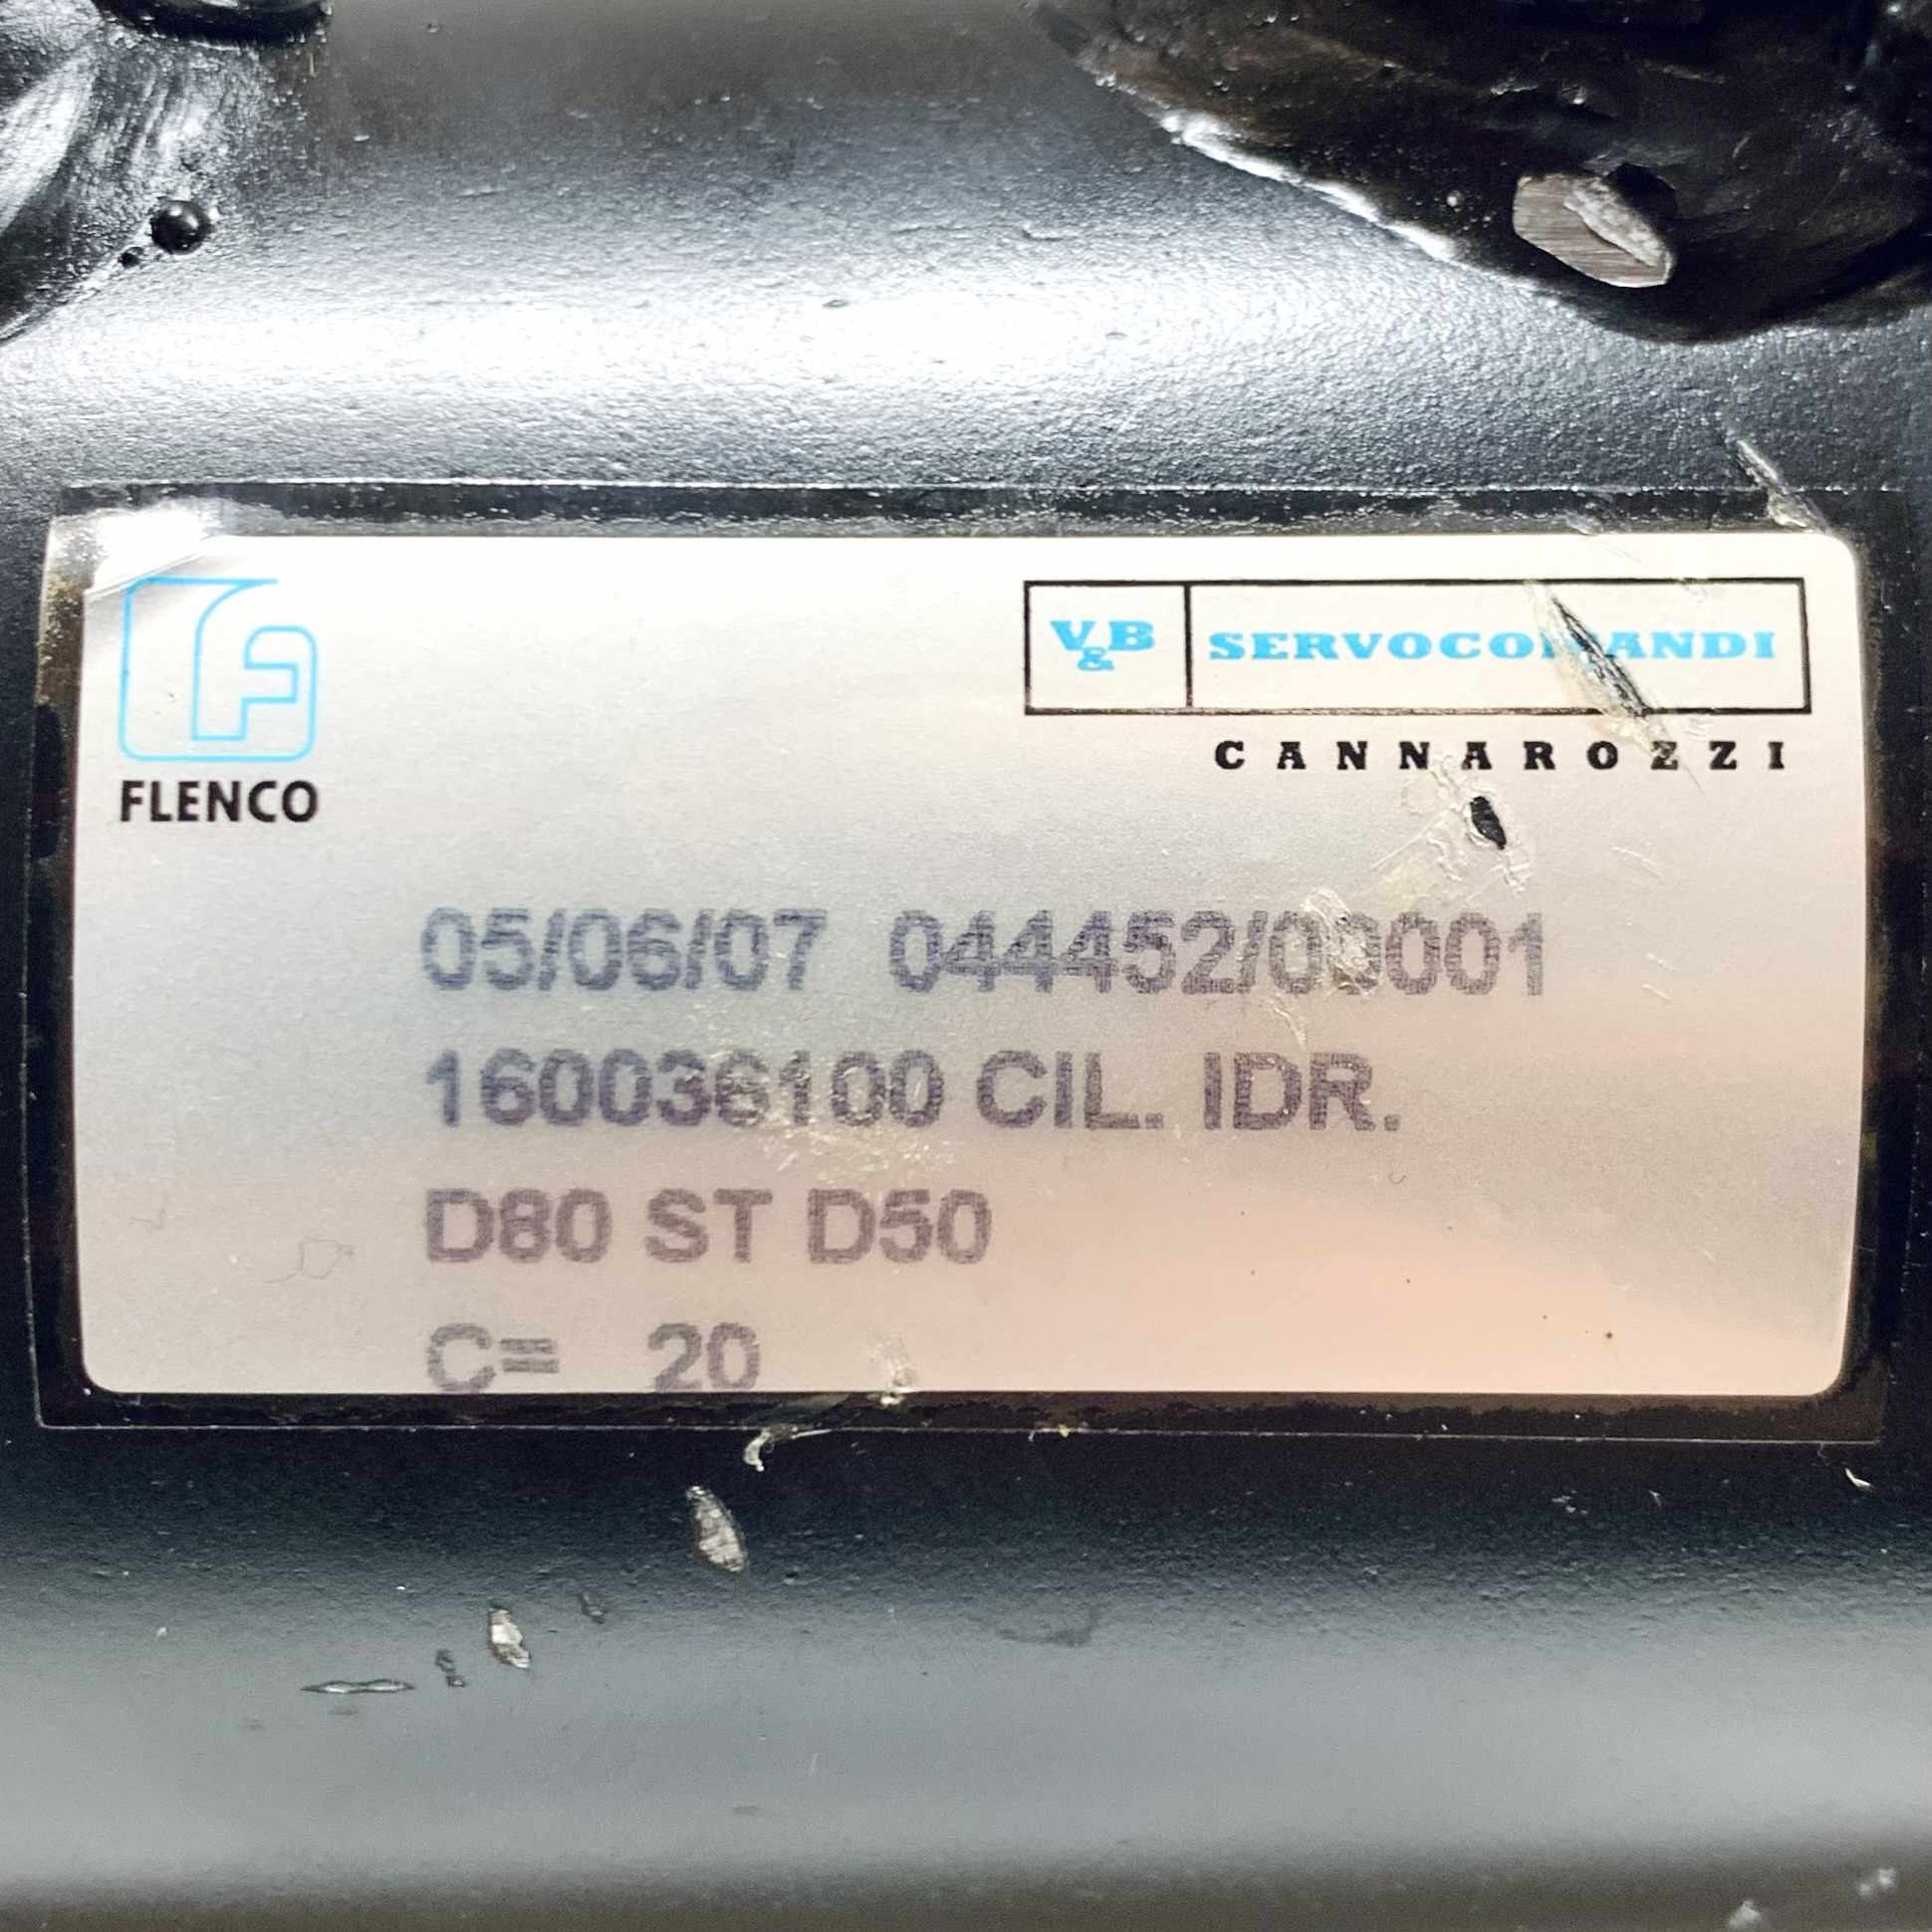 FLENCO
V&B SERVOCOMANDI
CANNAROZZI
05/06/07 044452/00001
160036100 CIL. IDR.
D80 ST D50
C= 20